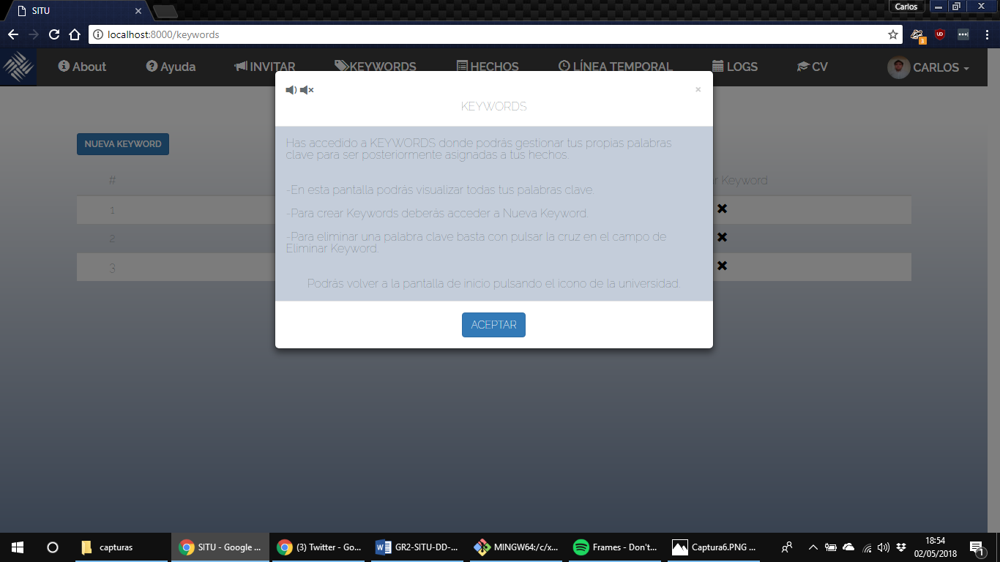 SITU
Carlos
localhost:8000/keywords
3
About
Ayuda
INVITAR
KEYWORDS
HECHOS
LÍNEA TEMPORAL
LOGS
CV
CARLOS
KEYWORDS
NUEVA KEYWORD
Has accedido a KEYWORDS donde podrás gestionar tus propias palabras
clave para ser posteriormente asignadas a tus hechos.
# Keyword
-En esta pantalla podrás visualizar todas tus palabras clave.
1
-Para crear Keywords deberás acceder a Nueva Keyword.
2
-Para eliminar una palabra clave basta con pulsar la cruz en el campo de
Eliminar Keyword.
3
Podrás volver a la pantalla de inicio pulsando el icono de la universidad.
ACEPTAR
capturas
SITU - Google ...
(3) Twitter - Go...
GR2-SITU-DD-...
MINGW64:/c/x...
Frames - Don't...
Captura6.PNG ...
18:54
02/05/2018
1